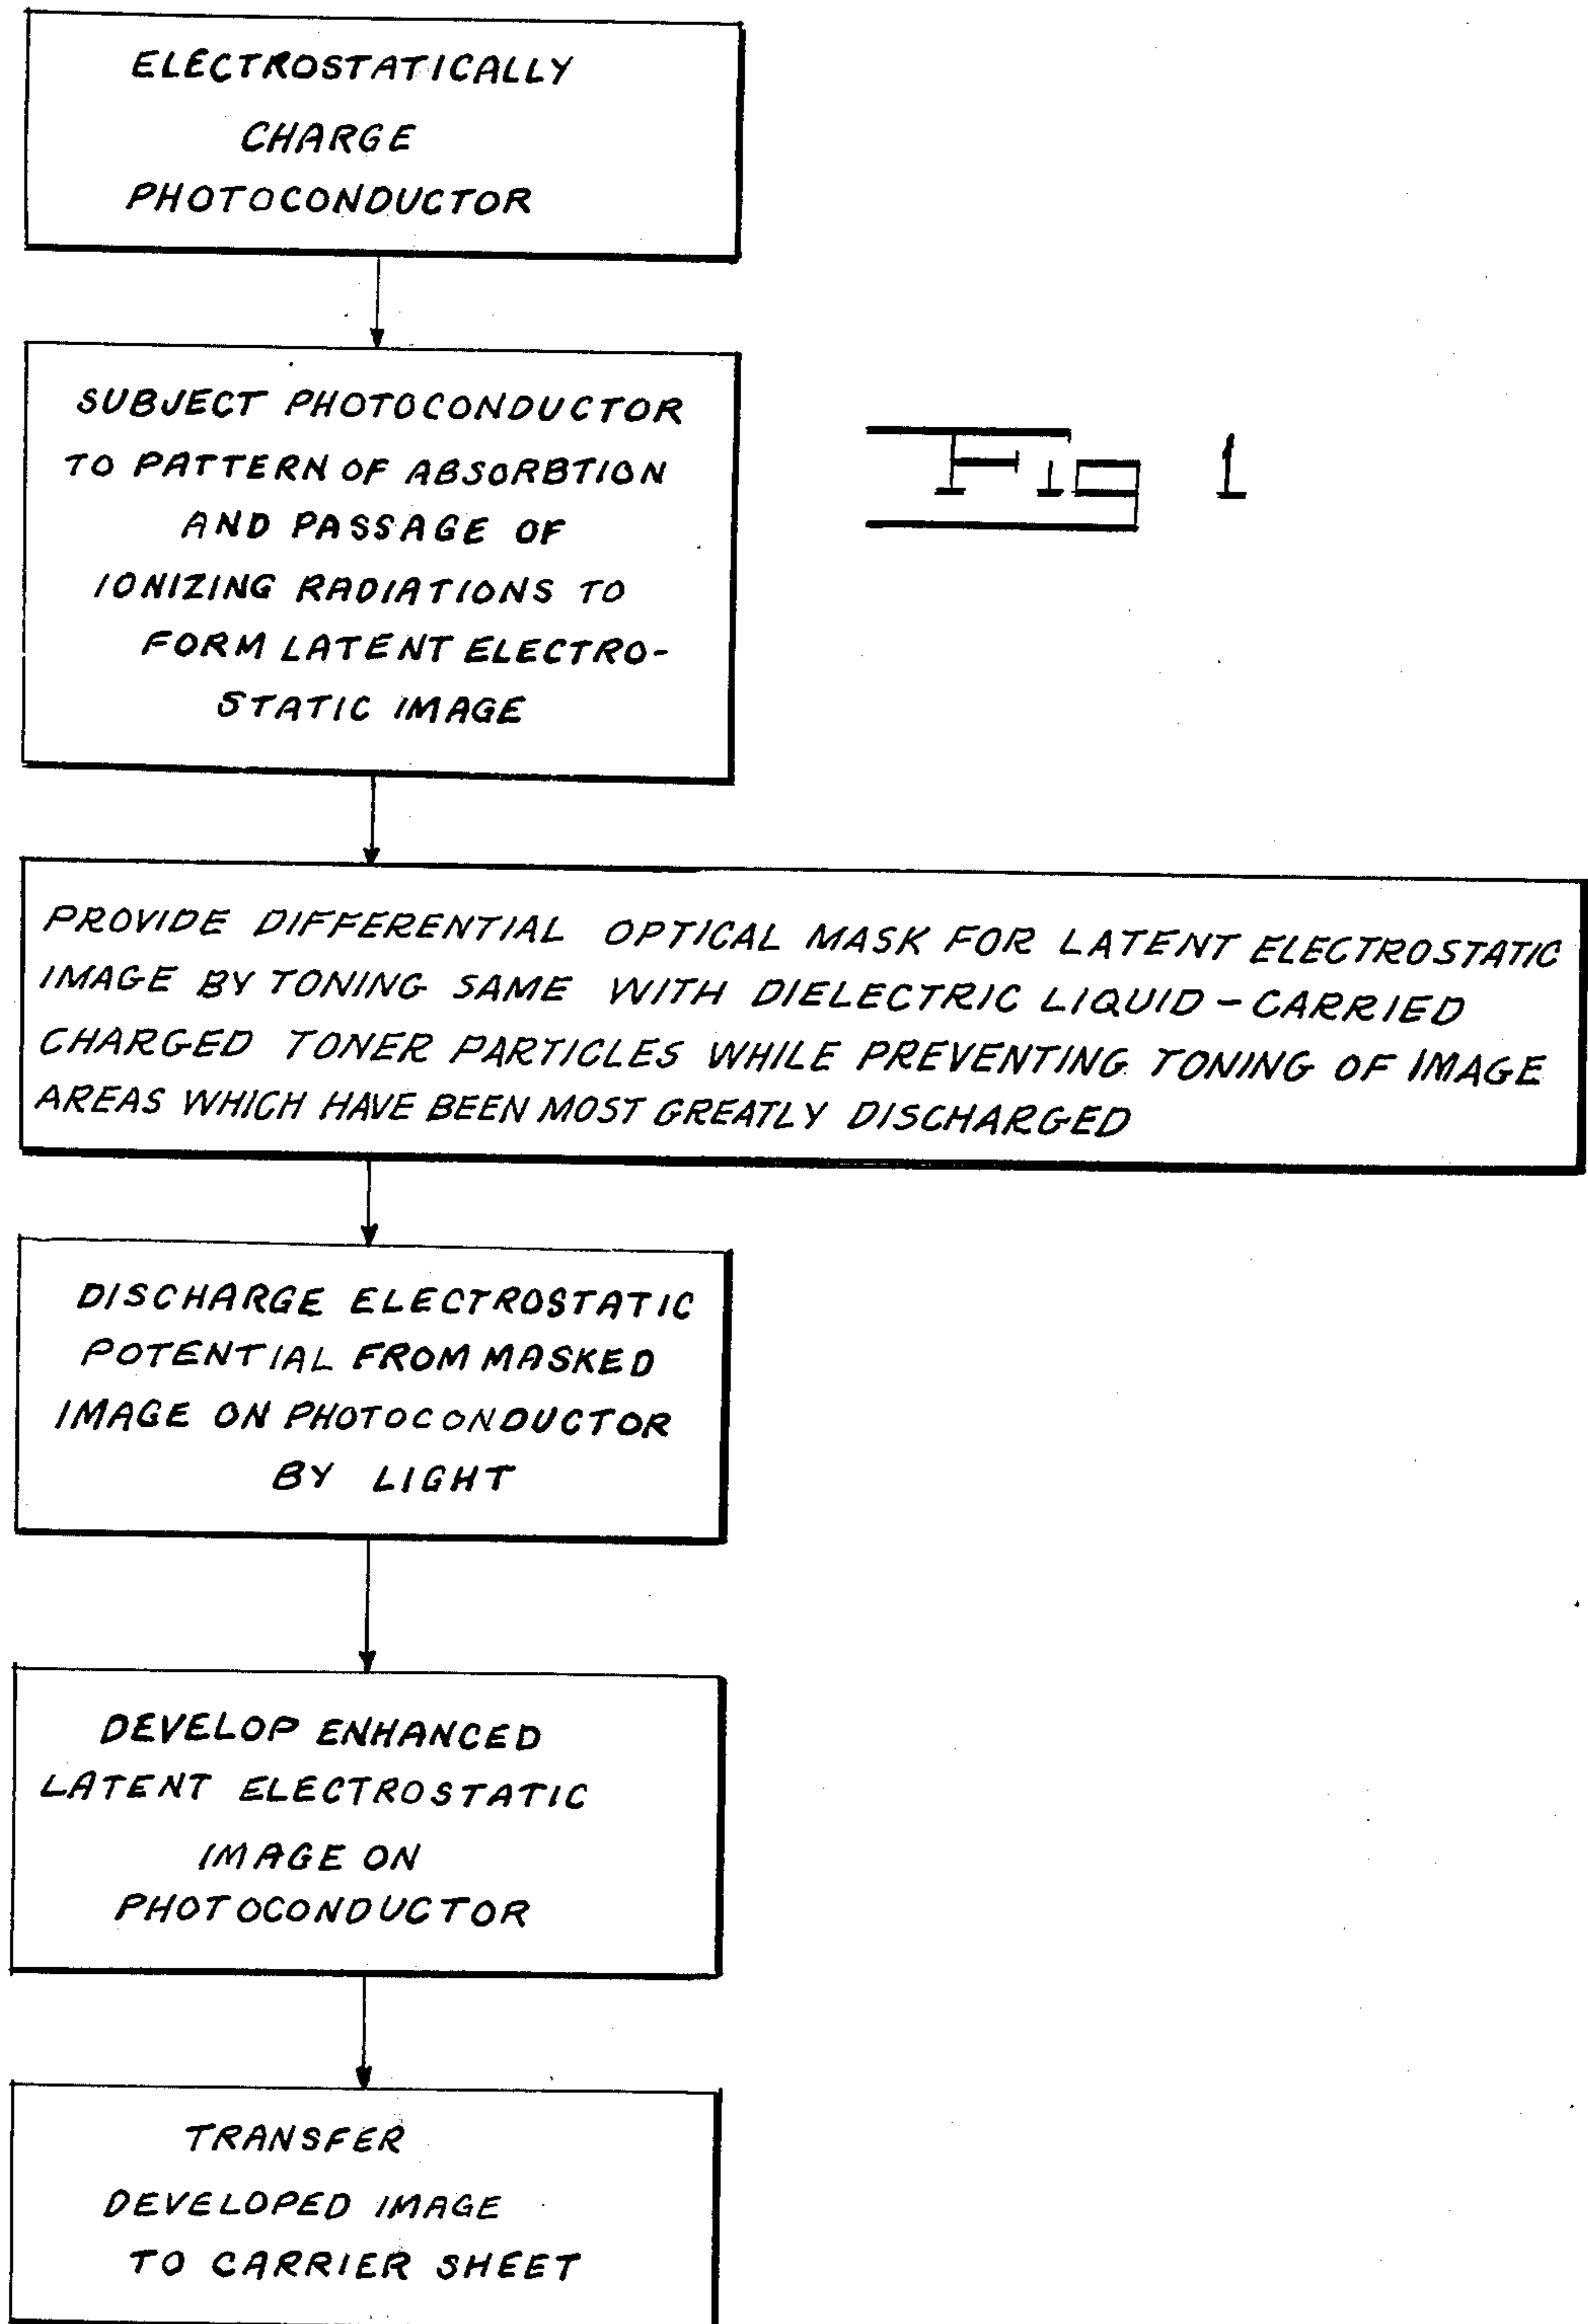 ELECTROSTATICALLY
CHARGE
PHOTOCONDUCTOR
SUBJECT PHOTOCONDUCTOR
TO PATTERN OF ABSORBTION
AND PASSAGE OF
IONIZING RADIATIONS TO
FORM LATENT ELECTRO-
STATIC IMAGE
Fig 1
PROVIDE DIFFERENTIAL OPTICAL MASK FOR LATENT ELECTROSTATIC
IMAGE BY TONING SAME WITH DIELECTRIC LIQUID-CARRIED
CHARGED TONER PARTICLES WHILE PREVENTING TONING OF IMAGE
AREAS WHICH HAVE BEEN MOST GREATLY DISCHARGED
DISCHARGE ELECTROSTATIC
POTENTIAL FROM MASKED
IMAGE ON PHOTOCONDUCTOR
BY LIGHT
DEVELOP ENHANCED
LATENT ELECTROSTATIC
IMAGE ON
PHOTOCONDUCTOR
TRANSFER
DEVELOPED IMAGE
TO CARRIER SHEET